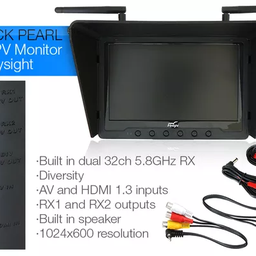 CK PEARL
PV Monitor
ysight
•Built in dual 32ch 5.8GHz RX
•Diversity
•AV and HDMI 1.3 inputs
•RX1 and RX2 outputs
•Built in speaker
•1024x600 resolution